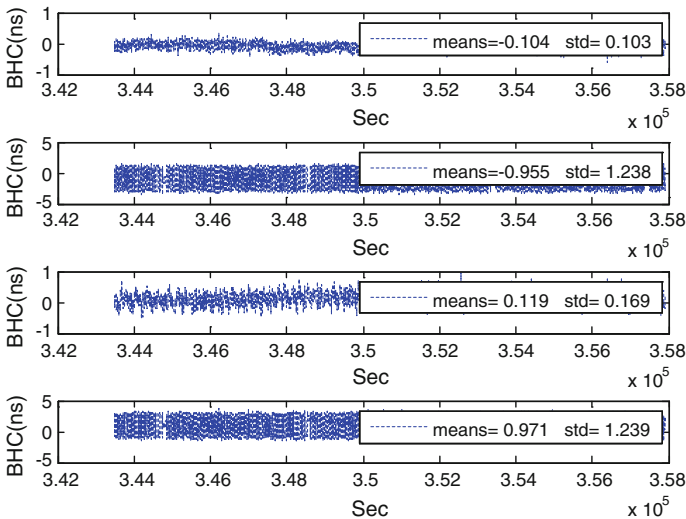 BHC(ns)
1
0
-1
means=-0.104 std= 0.103
3.42 3.44 3.46 3.48 3.5 3.52 3.54 3.56 3.58
Sec
x 10^5
BHC(ns)
5
0
-5
means=-0.955 std= 1.238
3.42 3.44 3.46 3.48 3.5 3.52 3.54 3.56 3.58
Sec
x 10^5
BHC(ns)
1
0
-1
means= 0.119 std= 0.169
3.42 3.44 3.46 3.48 3.5 3.52 3.54 3.56 3.58
Sec
x 10^5
BHC(ns)
5
0
-5
means= 0.971 std= 1.239
3.42 3.44 3.46 3.48 3.5 3.52 3.54 3.56 3.58
Sec
x 10^5